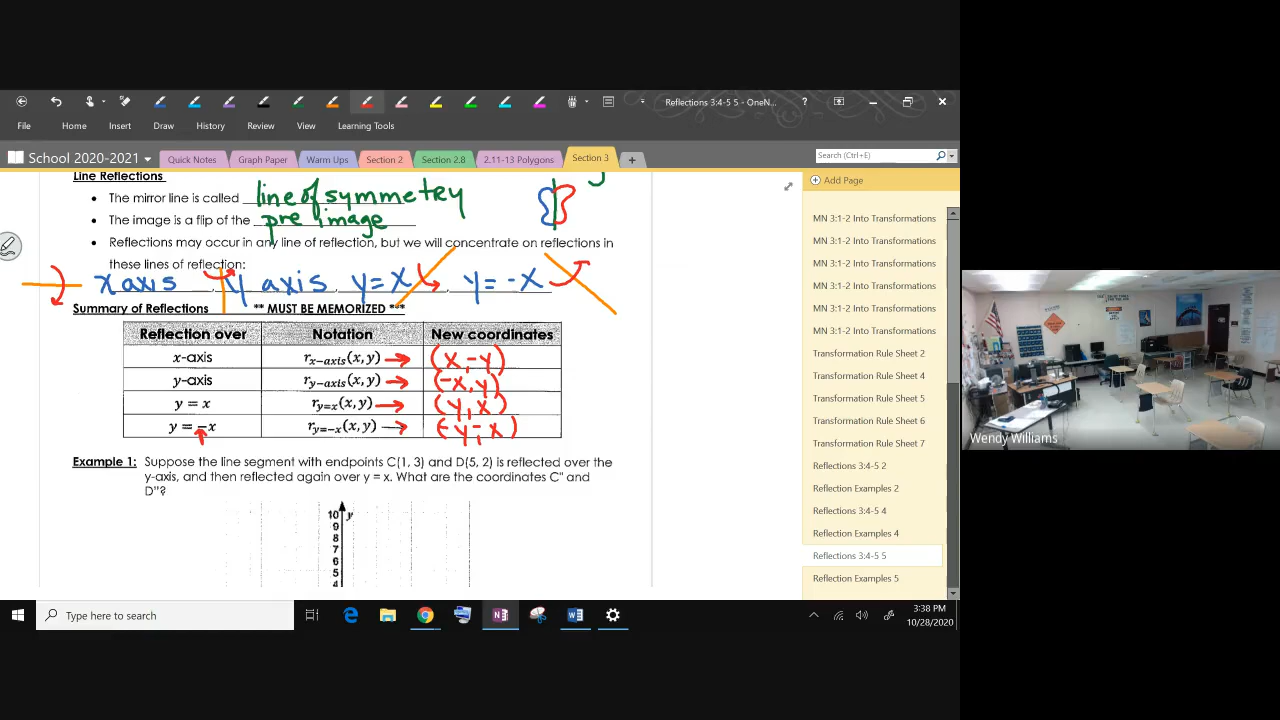 Reflections 3:4-5 5 - OneN...
File Home Insert Draw History Review View Learning Tools
School 2020-2021 Quick Notes Graph Paper Warm Ups Section 2 Section 2.8 2.11-13 Polygons Section 3
Search (Ctrl+E)
Add Page
Line Reflections
• The mirror line is called line of symmetry
• The image is a flip of the pre image
• Reflections may occur in any line of reflection, but we will concentrate on reflections in
these lines of reflection:
x axis, y axis, y = x, y = -x
Summary of Reflections ** MUST BE MEMORIZED ***
Reflection over Notation New coordinates
x-axis r x-axis (x, y) → (x, -y)
y-axis r y-axis (x, y) → (-x, y)
y = x r y=x (x, y) → (y, x)
y = -x r y=-x (x, y) → (-y, -x)
Example 1: Suppose the line segment with endpoints C(1, 3) and D(5, 2) is reflected over the
y-axis, and then reflected again over y = x. What are the coordinates C" and
D"?
10 y
9
8
7
6
5
4
MN 3:1-2 Into Transformations
MN 3:1-2 Into Transformations
MN 3:1-2 Into Transformations
MN 3:1-2 Into Transformations
MN 3:1-2 Into Transformations
MN 3:1-2 Into Transformations
Transformation Rule Sheet 2
Transformation Rule Sheet 4
Transformation Rule Sheet 5
Transformation Rule Sheet 6
Transformation Rule Sheet 7
Reflections 3:4-5 2
Reflection Examples 2
Reflections 3:4-5 4
Reflection Examples 4
Reflections 3:4-5 5
Reflection Examples 5
Wendy Williams
Type here to search
3:38 PM
10/28/2020